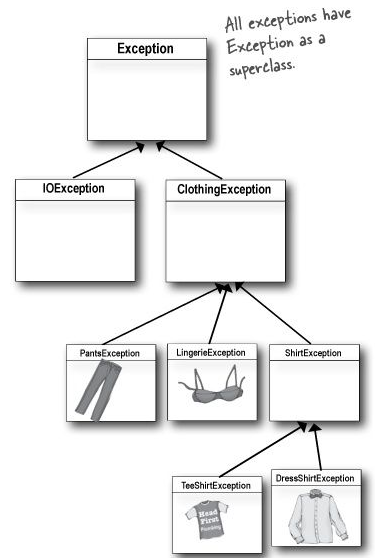 All exceptions have
Exception as a
superclass.
Exception
IOException
ClothingException
PantsException
LingerieException
ShirtException
TeeShirtException
DressShirtException
Head
First